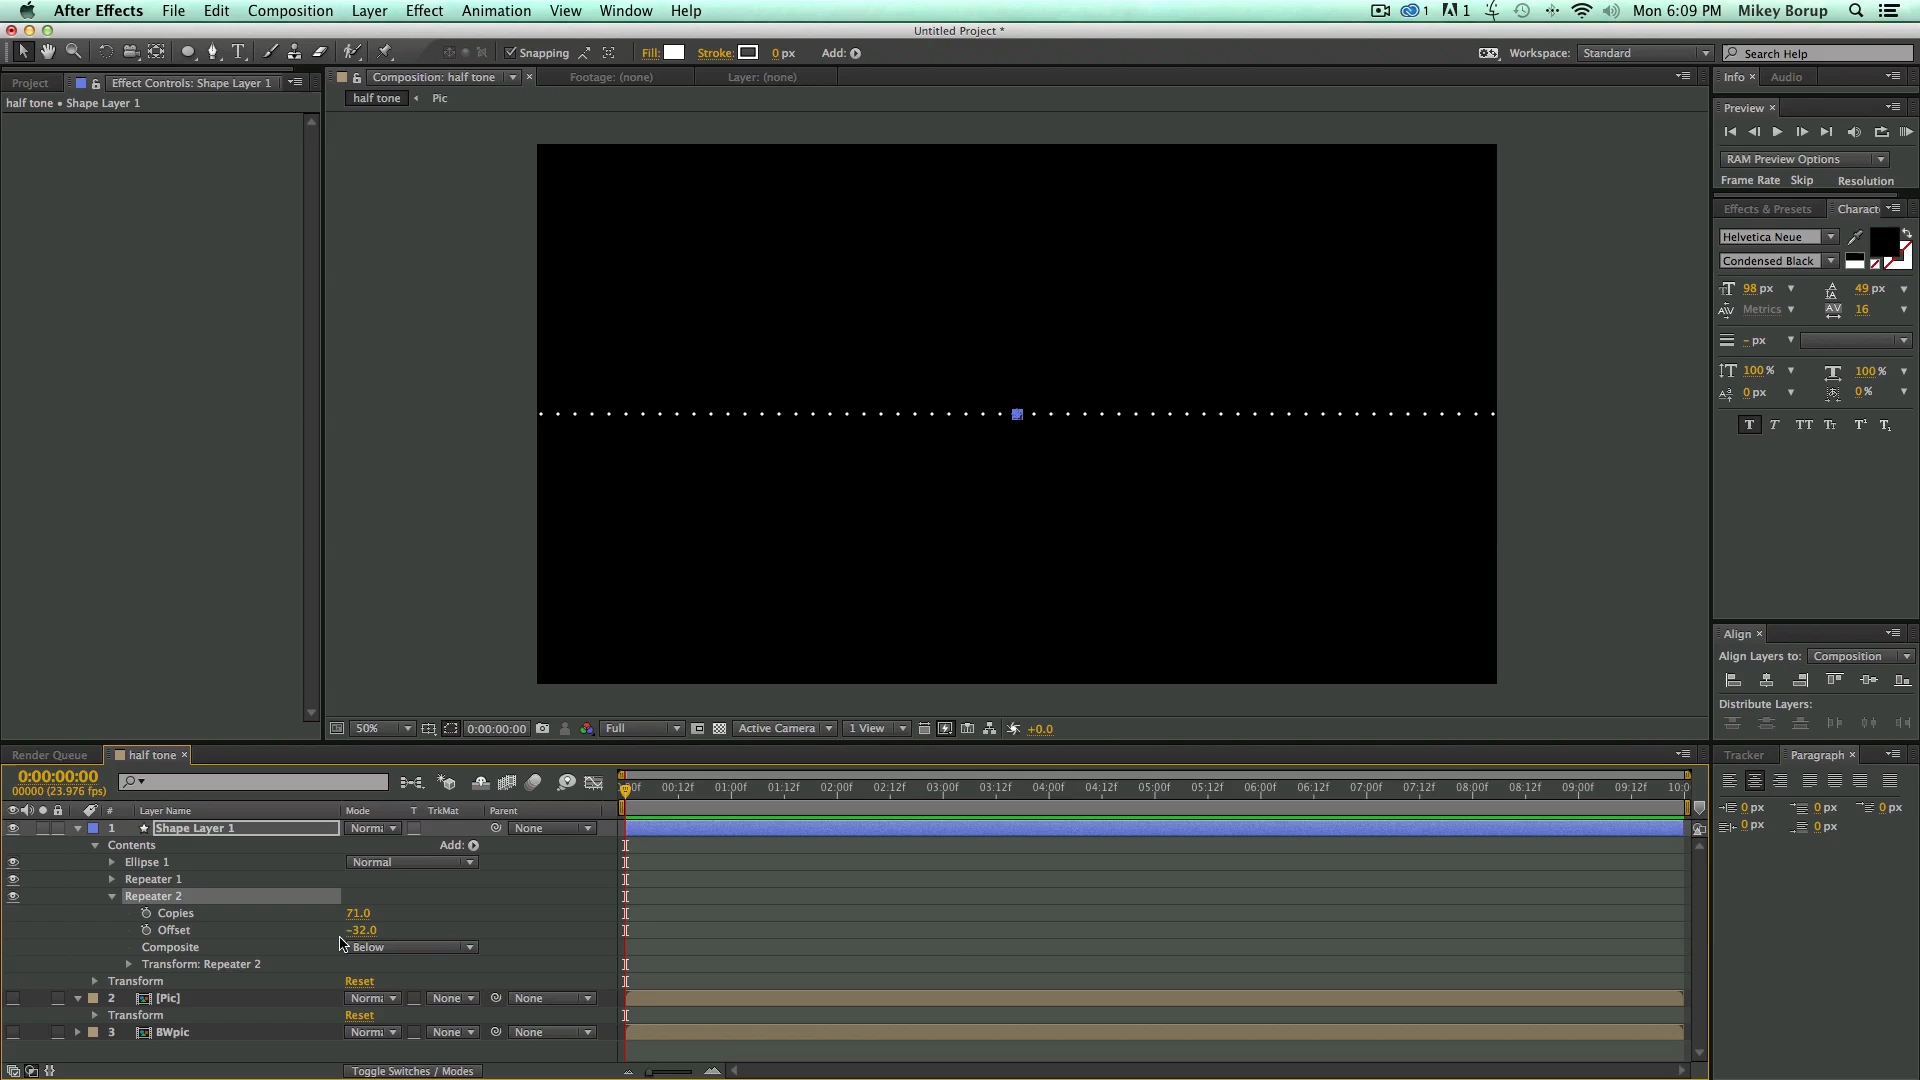 After Effects File Edit Composition Layer Effect Animation View Window Help 1 1 Mon 6:09 PM Mikey Borup
Untitled Project *
Snapping Fill: Stroke: 0 px Add: Workspace: Standard Search Help
Project Effect Controls: Shape Layer 1 Composition: half tone Footage: (none) Layer: (none) Info Audio
half tone • Shape Layer 1 half tone Pic
Preview
RAM Preview Options
Frame Rate Skip Resolution
Effects & Presets Charact
Helvetica Neue
Condensed Black
98 px 49 px
Metrics 16
- px
100 % 100 %
0 px 0 %
T T TT Tt T¹ T₁
Align
Align Layers to: Composition
Distribute Layers:
50% 0:00:00:00 Full Active Camera 1 View +0.0
Render Queue half tone Tracker Paragraph
0:00:00:00
00000 (23.976 fps)
00:12f 01:00f 01:12f 02:00f 02:12f 03:00f 03:12f 04:00f 04:12f 05:00f 05:12f 06:00f 06:12f 07:00f 07:12f 08:00f 08:12f 09:00f 09:12f 10:0
# Layer Name Mode T TrkMat Parent
0 px 0 px 0 px
0 px 0 px
1 Shape Layer 1 Norma None
Contents Add:
Ellipse 1 Normal
Repeater 1
Repeater 2
Copies 71.0
Offset -32.0
Composite Below
Transform: Repeater 2
Transform Reset
2 [Pic] Norma None None
Transform Reset
3 BWpic Norma None None
Toggle Switches / Modes